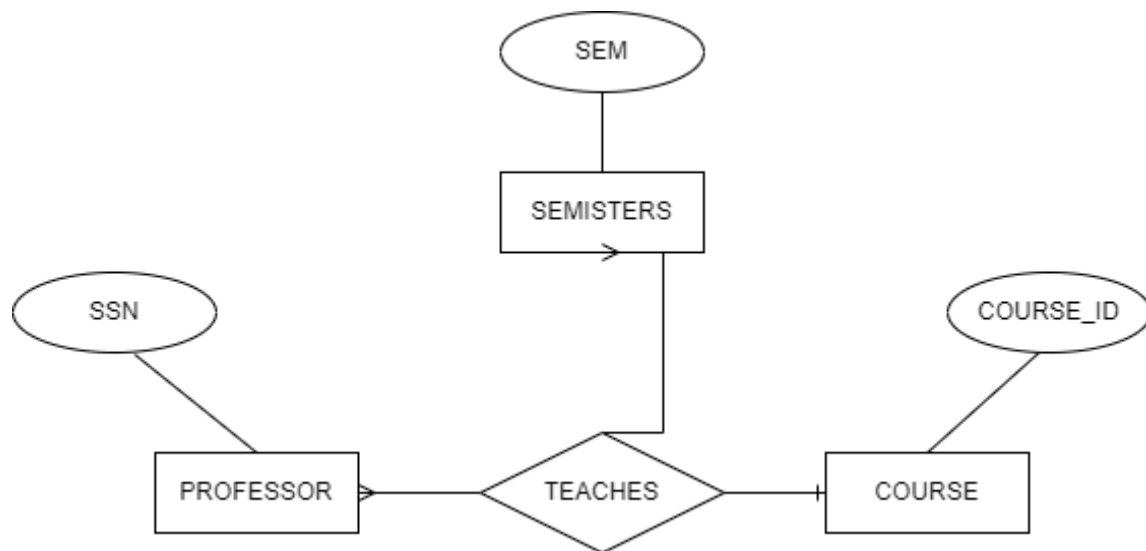 SEM
SEMISTERS
SSN
COURSE_ID
PROFESSOR
TEACHES
COURSE